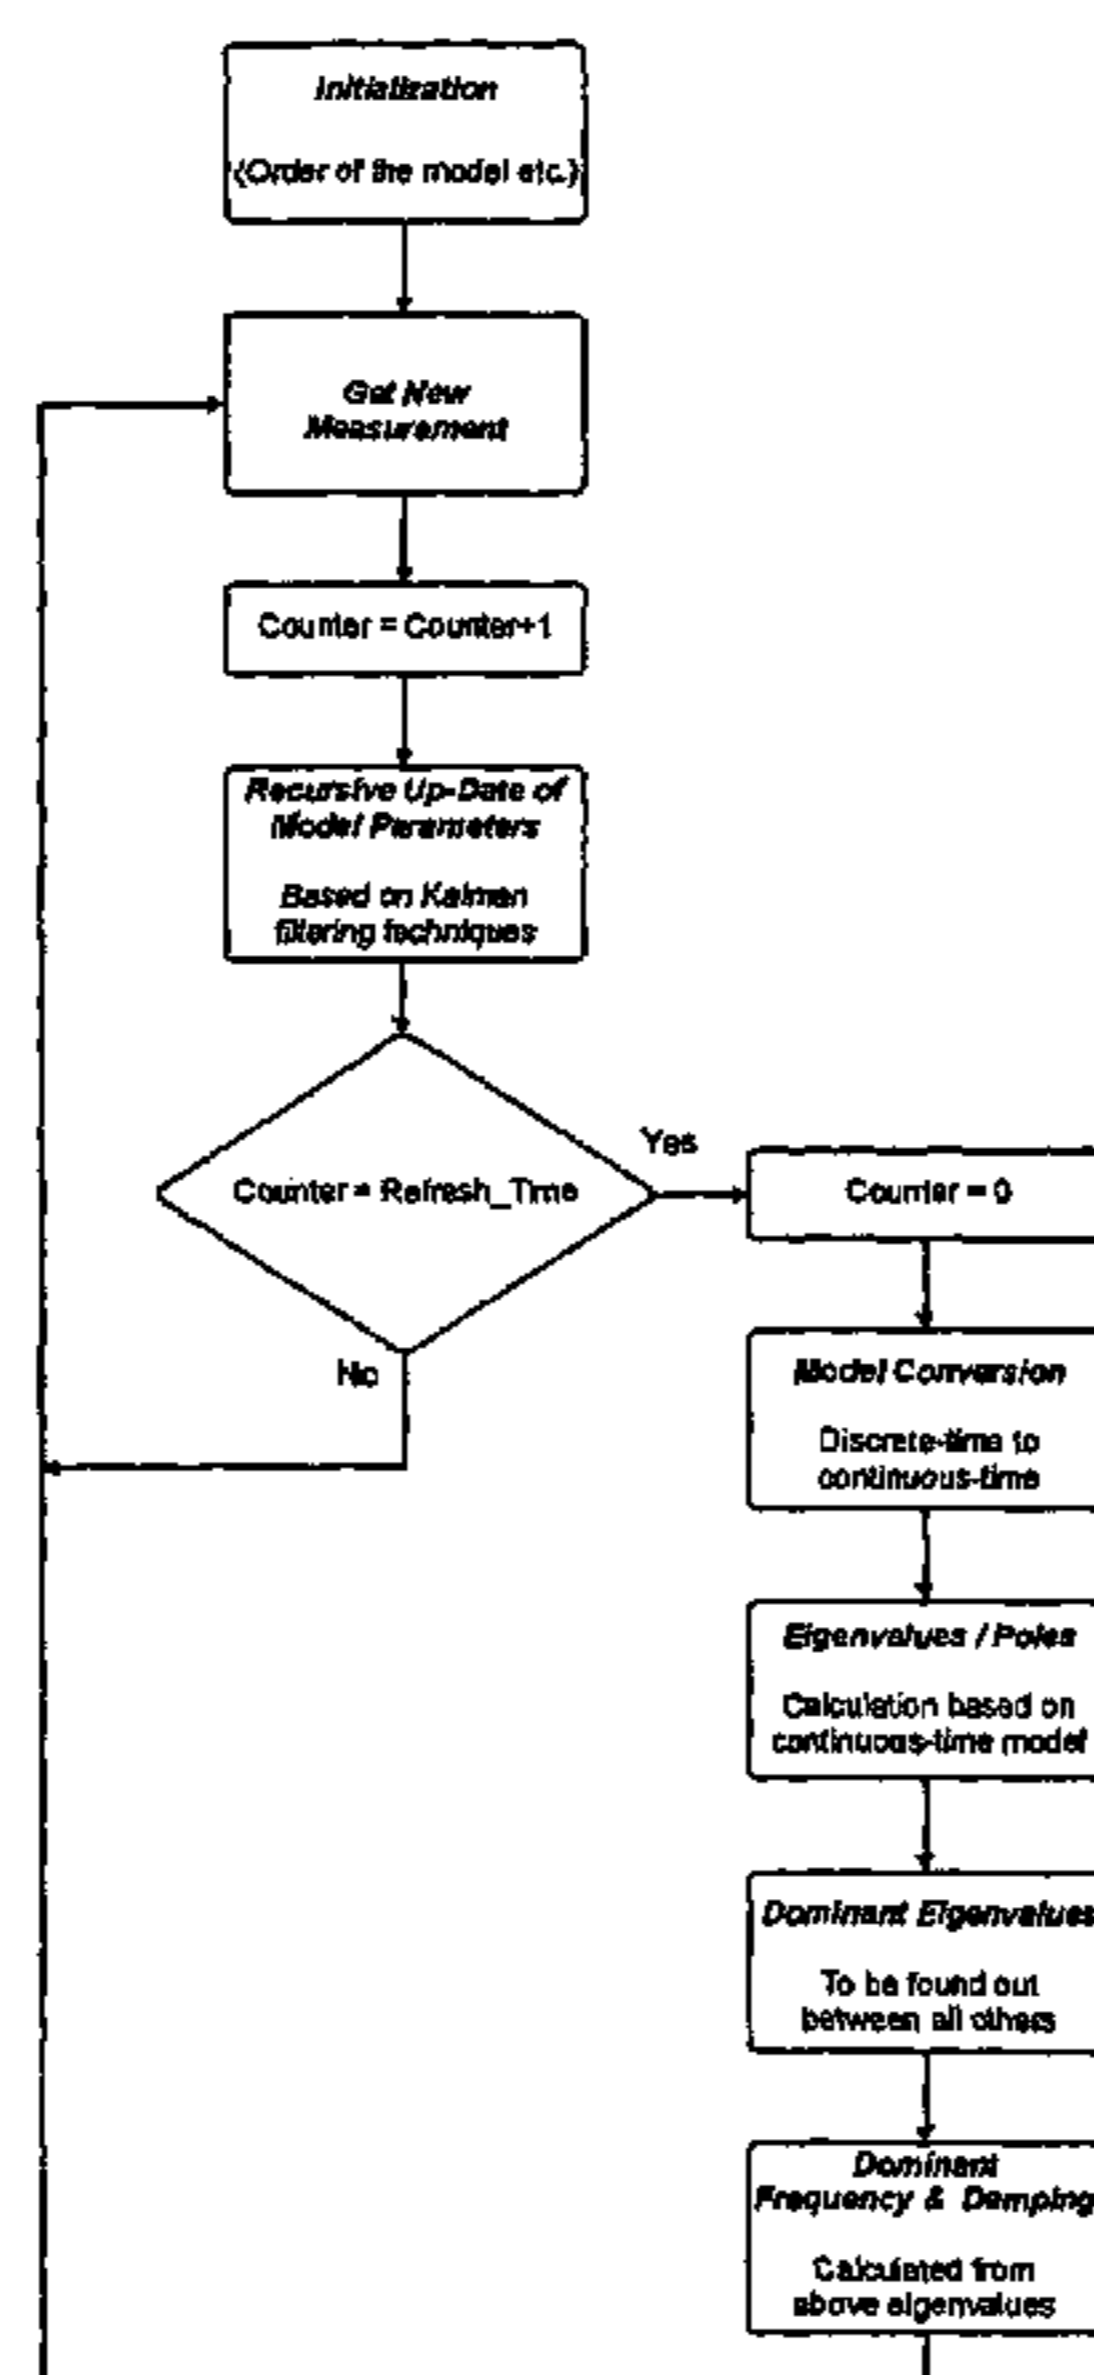 Initialization
(Order of the model etc.)
Get New
Measurement
Counter = Counter+1
Recursive Up-Date of
Model Parameters
Based on Kalman
filtering techniques
Counter = Refresh_Time
Yes
No
Counter = 0
Model Conversion
Discrete-time to
continuous-time
Eigenvalues / Poles
Calculation based on
continuous-time model
Dominant Eigenvalues
To be found out
between all others
Dominant
Frequency & Damping
Calculated from
above eigenvalues